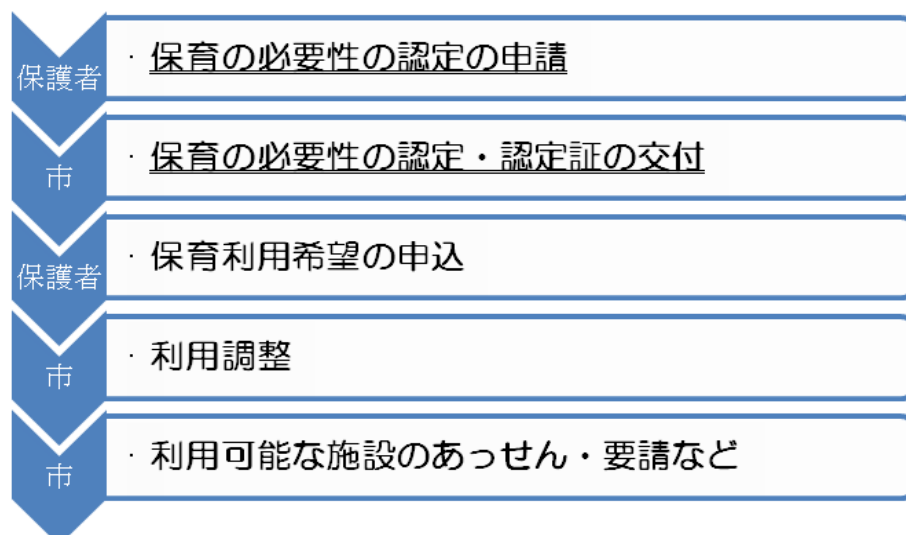 保護者
・保育の必要性の認定の申請
市
・保育の必要性の認定・認定証の交付
保護者
・保育利用希望の申込
市
・利用調整
市
・利用可能な施設のあっせん・要請など